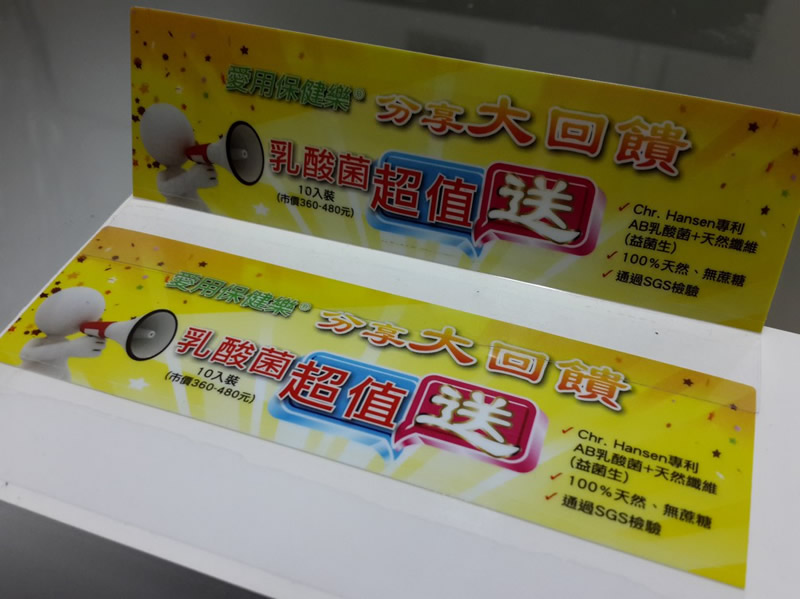 愛用保健樂®
分享大回饋
乳酸菌超值送
10入裝
(市價360-480元)
✓ Chr. Hansen專利
AB乳酸菌+天然纖維
(益菌生)
✓ 100%天然、無蔗糖
✓ 通過SGS檢驗
愛用保健樂®
分享大回饋
乳酸菌超值送
10入裝
(市價360-480元)
✓ Chr. Hansen專利
AB乳酸菌+天然纖維
(益菌生)
✓ 100%天然、無蔗糖
✓ 通過SGS檢驗